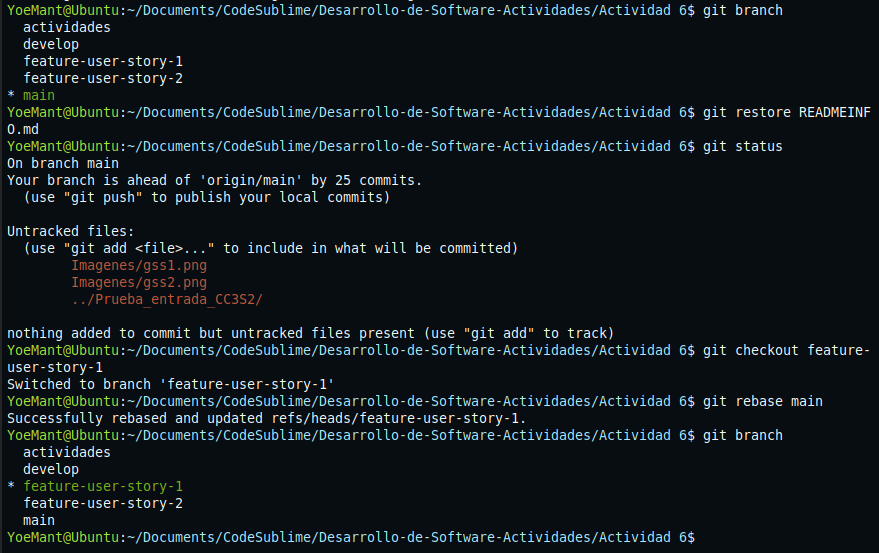 YoeMant@Ubuntu:~/Documents/CodeSublime/Desarrollo-de-Software-Actividades/Actividad 6$ git branch
  actividades
  develop
  feature-user-story-1
  feature-user-story-2
* main
YoeMant@Ubuntu:~/Documents/CodeSublime/Desarrollo-de-Software-Actividades/Actividad 6$ git restore READMEINF
O.md
YoeMant@Ubuntu:~/Documents/CodeSublime/Desarrollo-de-Software-Actividades/Actividad 6$ git status
On branch main
Your branch is ahead of 'origin/main' by 25 commits.
  (use "git push" to publish your local commits)

Untracked files:
  (use "git add <file>..." to include in what will be committed)
        Imagenes/gss1.png
        Imagenes/gss2.png
        ../Prueba_entrada_CC3S2/

nothing added to commit but untracked files present (use "git add" to track)
YoeMant@Ubuntu:~/Documents/CodeSublime/Desarrollo-de-Software-Actividades/Actividad 6$ git checkout feature-
user-story-1
Switched to branch 'feature-user-story-1'
YoeMant@Ubuntu:~/Documents/CodeSublime/Desarrollo-de-Software-Actividades/Actividad 6$ git rebase main
Successfully rebased and updated refs/heads/feature-user-story-1.
YoeMant@Ubuntu:~/Documents/CodeSublime/Desarrollo-de-Software-Actividades/Actividad 6$ git branch
  actividades
  develop
* feature-user-story-1
  feature-user-story-2
  main
YoeMant@Ubuntu:~/Documents/CodeSublime/Desarrollo-de-Software-Actividades/Actividad 6$